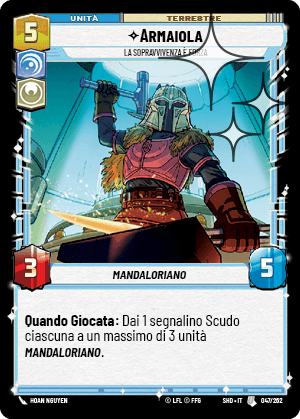 5
UNITÀ
TERRESTRE
ARMAIOLA
LA SOPRAVVIVENZA È FORZA
3
MANDALORIANO
5
Quando Giocata: Dai 1 segnalino Scudo
ciascuna a un massimo di 3 unità
MANDALORIANO.
HOAN NGUYEN
© LFL © FFG
SHD • IT
047/262